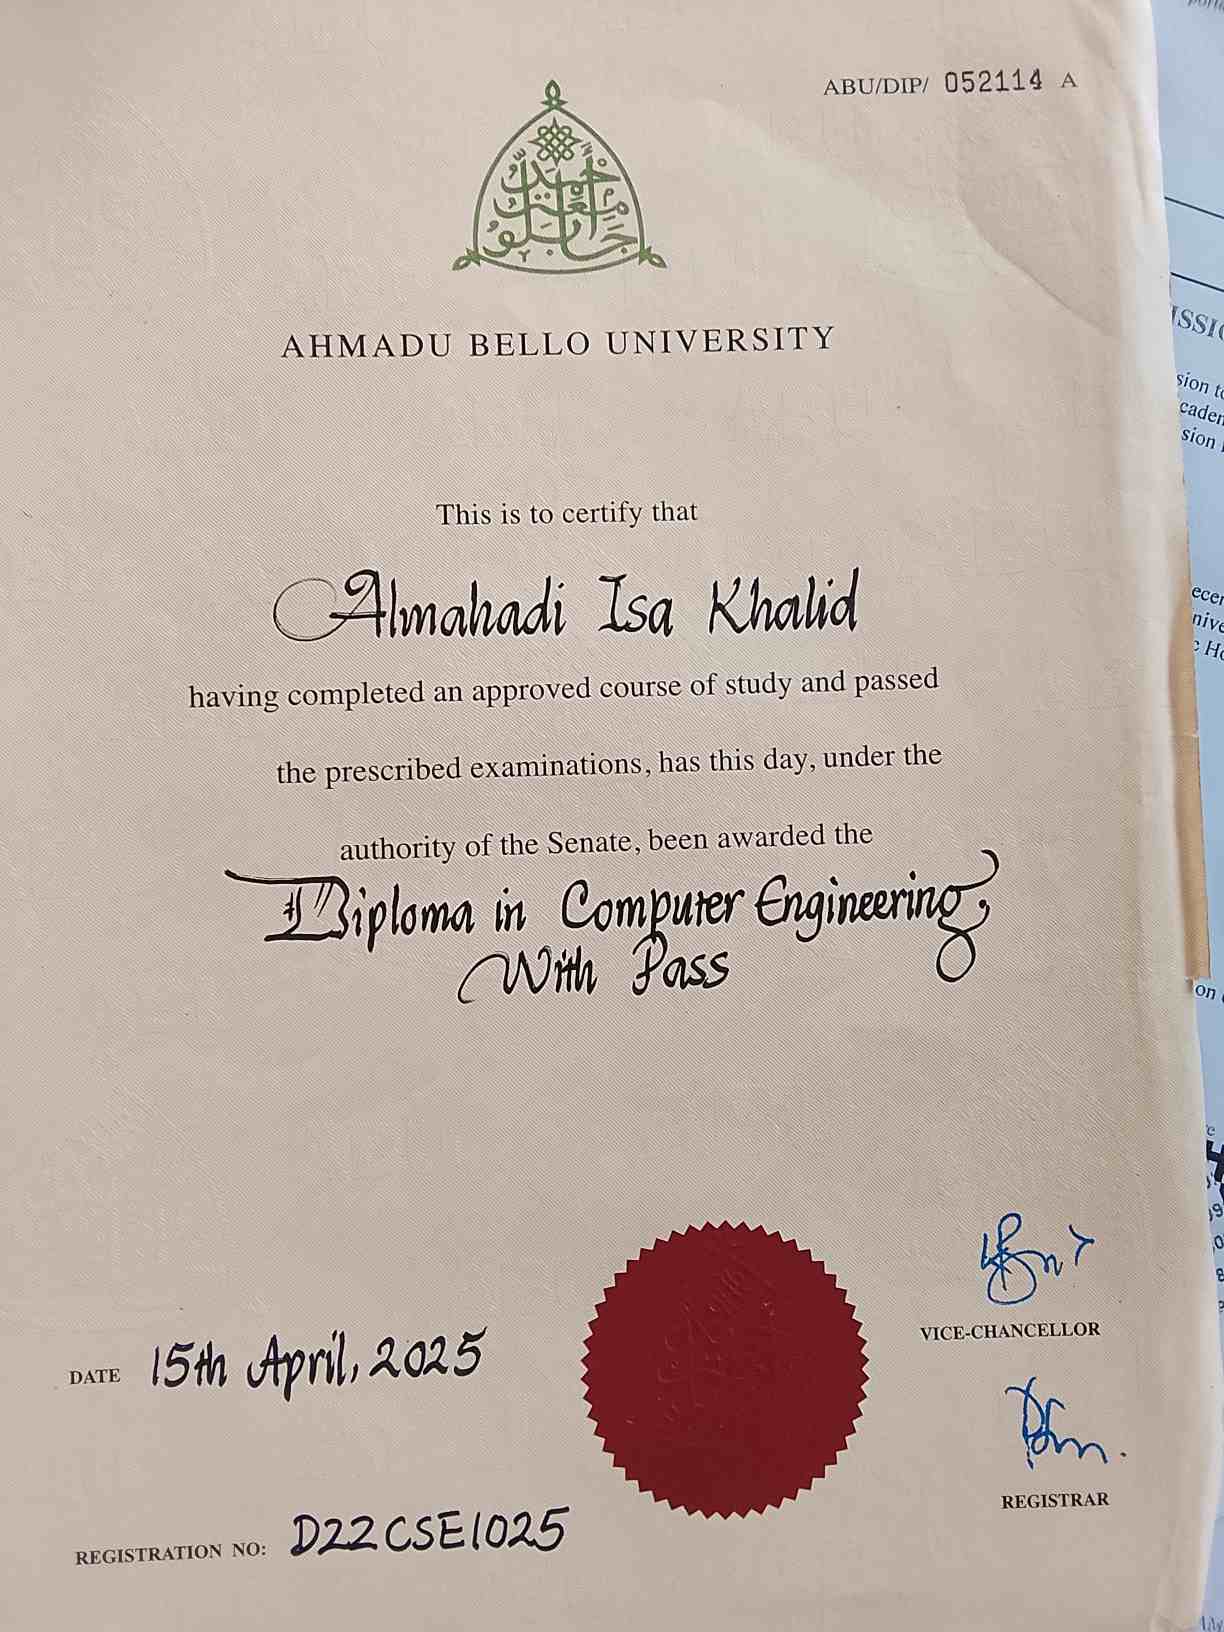 ABU/DIP/ 052114 A
AHMADU BELLO UNIVERSITY
This is to certify that
Almahadi Isa Khalid
having completed an approved course of study and passed
the prescribed examinations, has this day, under the
authority of the Senate, been awarded the
Diploma in Computer Engineering,
With Pass
VICE-CHANCELLOR
DATE 15th April, 2025
REGISTRAR
REGISTRATION NO: D22CSE1025